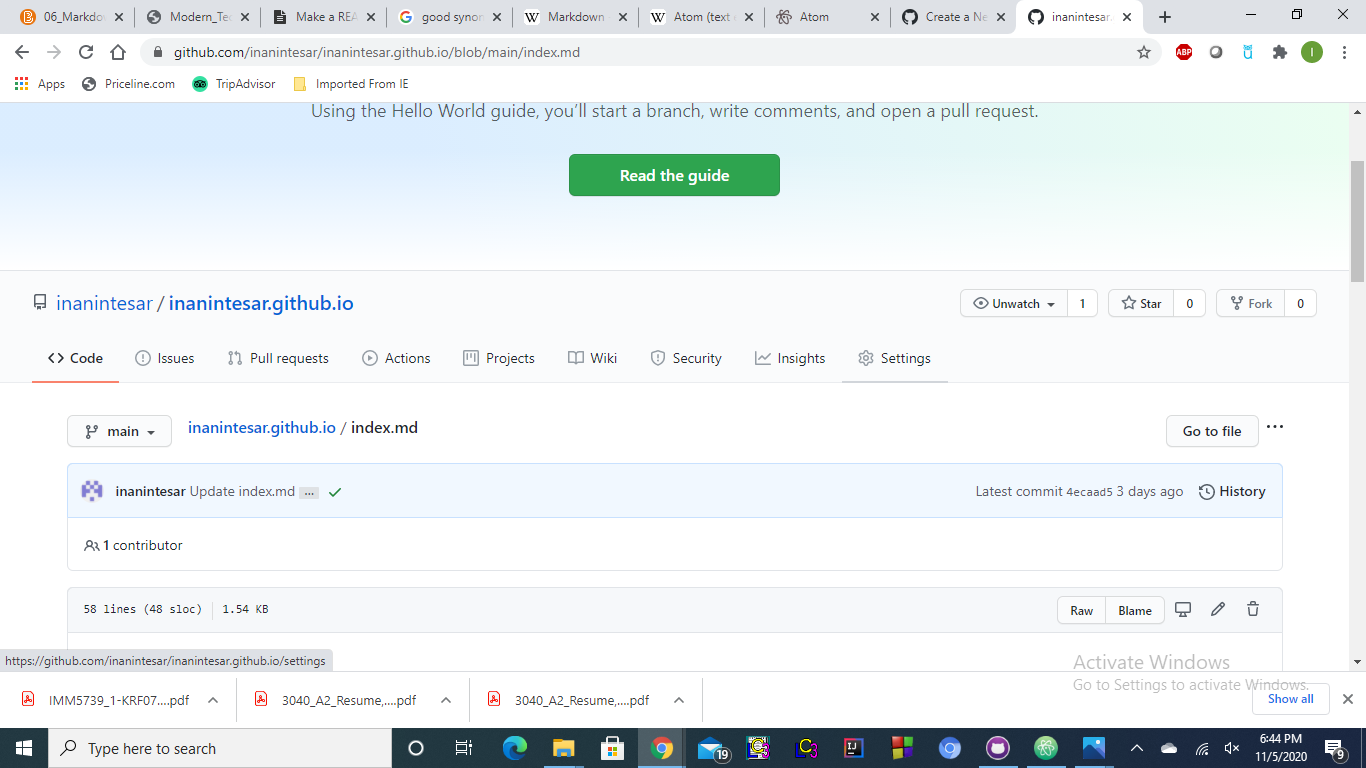 06_Markdo
Modern_Te
Make a REA
good synon
Markdown
Atom (text e
Atom
Create a Ne
inanintesar.
github.com/inanintesar/inanintesar.github.io/blob/main/index.md
ABP
I
Apps
Priceline.com
TripAdvisor
Imported From IE
Using the Hello World guide, you’ll start a branch, write comments, and open a pull request.
Read the guide
inanintesar / inanintesar.github.io
Unwatch 1
Star 0
Fork 0
Code
Issues
Pull requests
Actions
Projects
Wiki
Security
Insights
Settings
main
inanintesar.github.io / index.md
Go to file
inanintesar Update index.md ...
Latest commit 4ecaad5 3 days ago
History
1 contributor
58 lines (48 sloc) 1.54 KB
Raw
Blame
https://github.com/inanintesar/inanintesar.github.io/settings
Activate Windows
Go to Settings to activate Windows.
IMM5739_1-KRF07....pdf
3040_A2_Resume,....pdf
3040_A2_Resume,....pdf
Show all
Type here to search
19
6:44 PM
11/5/2020
9